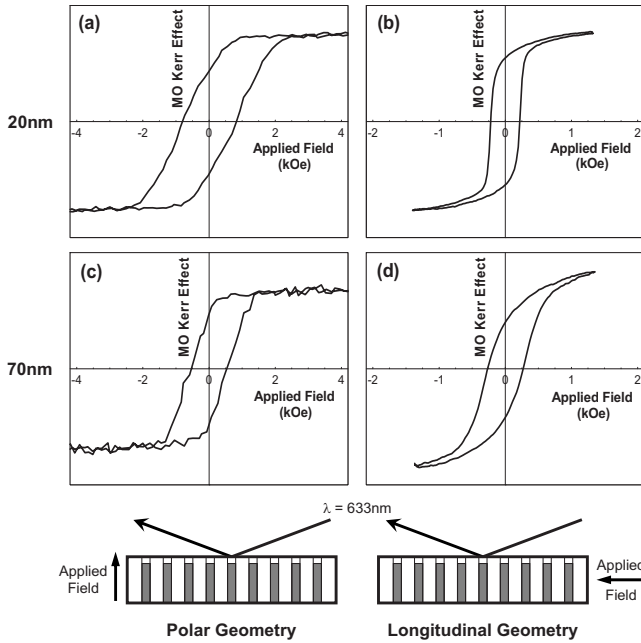 (a)
MO Kerr Effect
20nm
-4
-2
0
2
4
Applied Field
(kOe)
(b)
MO Kerr Effect
-2
-1
0
1
2
Applied Field
(kOe)
(c)
MO Kerr Effect
70nm
-4
-2
0
2
4
Applied Field
(kOe)
(d)
MO Kerr Effect
-2
-1
0
1
2
Applied Field
(kOe)
λ = 633nm
Applied
Field
Applied
Field
Polar Geometry
Longitudinal Geometry